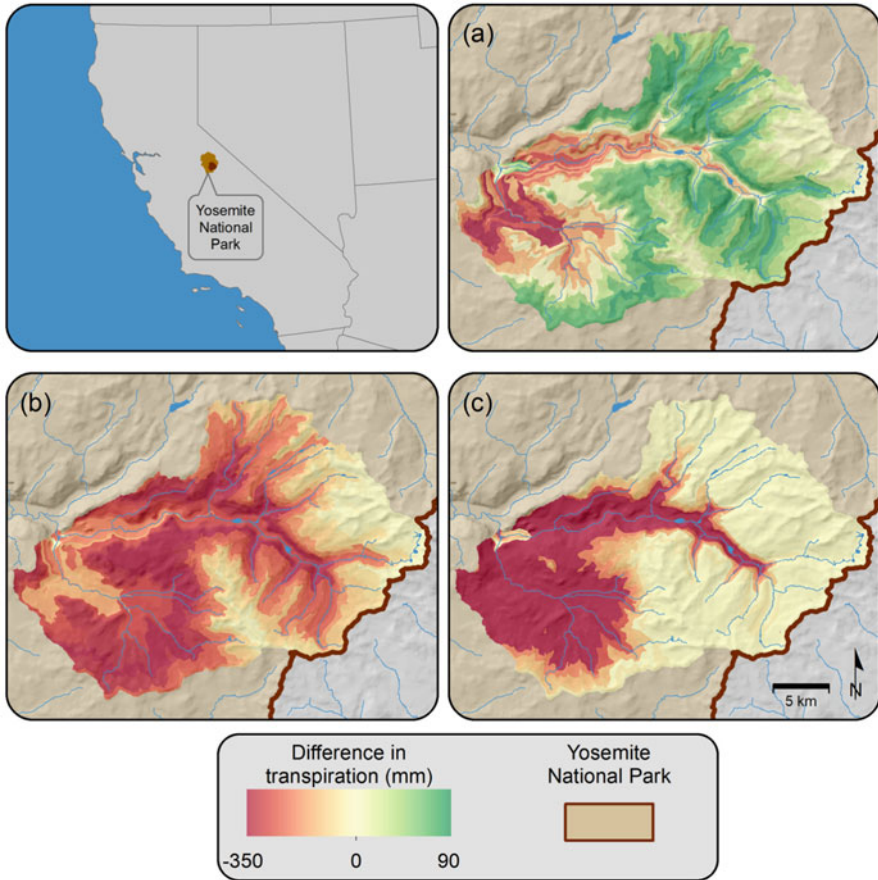 (a)
Yosemite
National
Park
(b)
(c)
5 km
N
Difference in
transpiration (mm)
-350
0
90
Yosemite
National Park